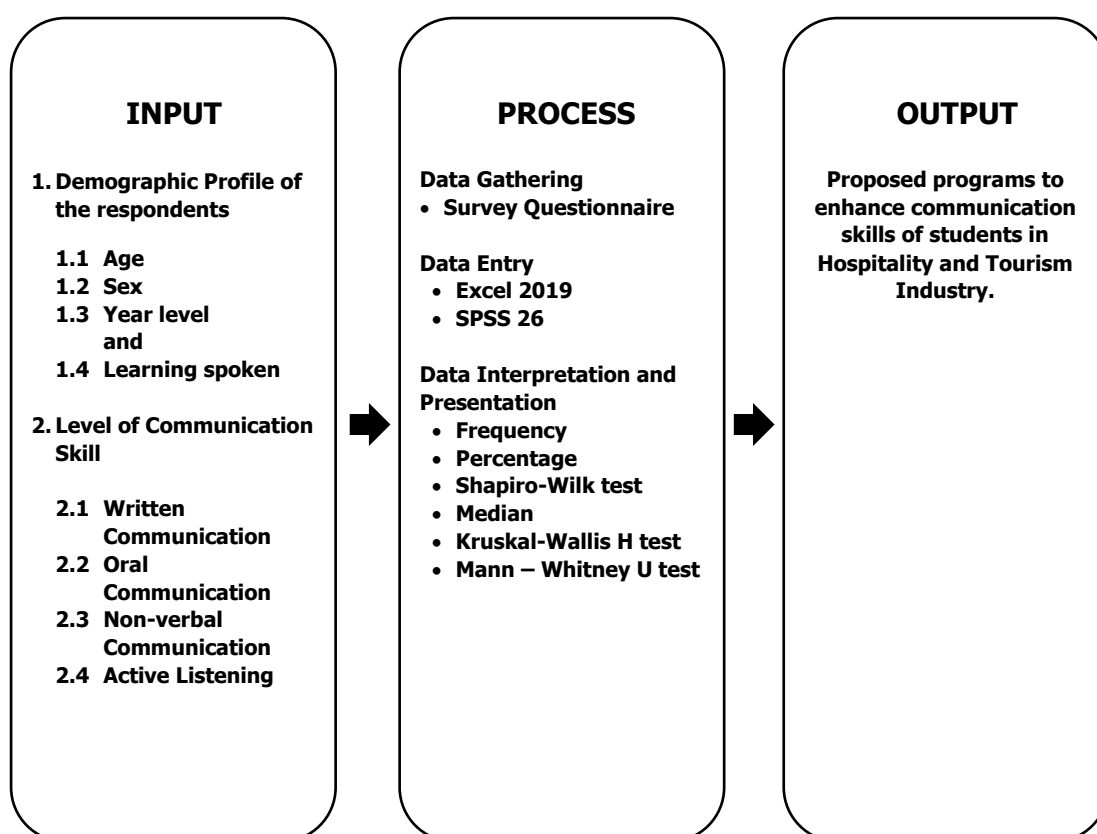 INPUT
1. Demographic Profile of
the respondents
1.1 Age
1.2 Sex
1.3 Year level
and
1.4 Learning spoken
2. Level of Communication
Skill
2.1 Written
Communication
2.2 Oral
Communication
2.3 Non-verbal
Communication
2.4 Active Listening
PROCESS
Data Gathering
• Survey Questionnaire
Data Entry
• Excel 2019
• SPSS 26
Data Interpretation and
Presentation
• Frequency
• Percentage
• Shapiro-Wilk test
• Median
• Kruskal-Wallis H test
• Mann – Whitney U test
OUTPUT
Proposed programs to
enhance communication
skills of students in
Hospitality and Tourism
Industry.